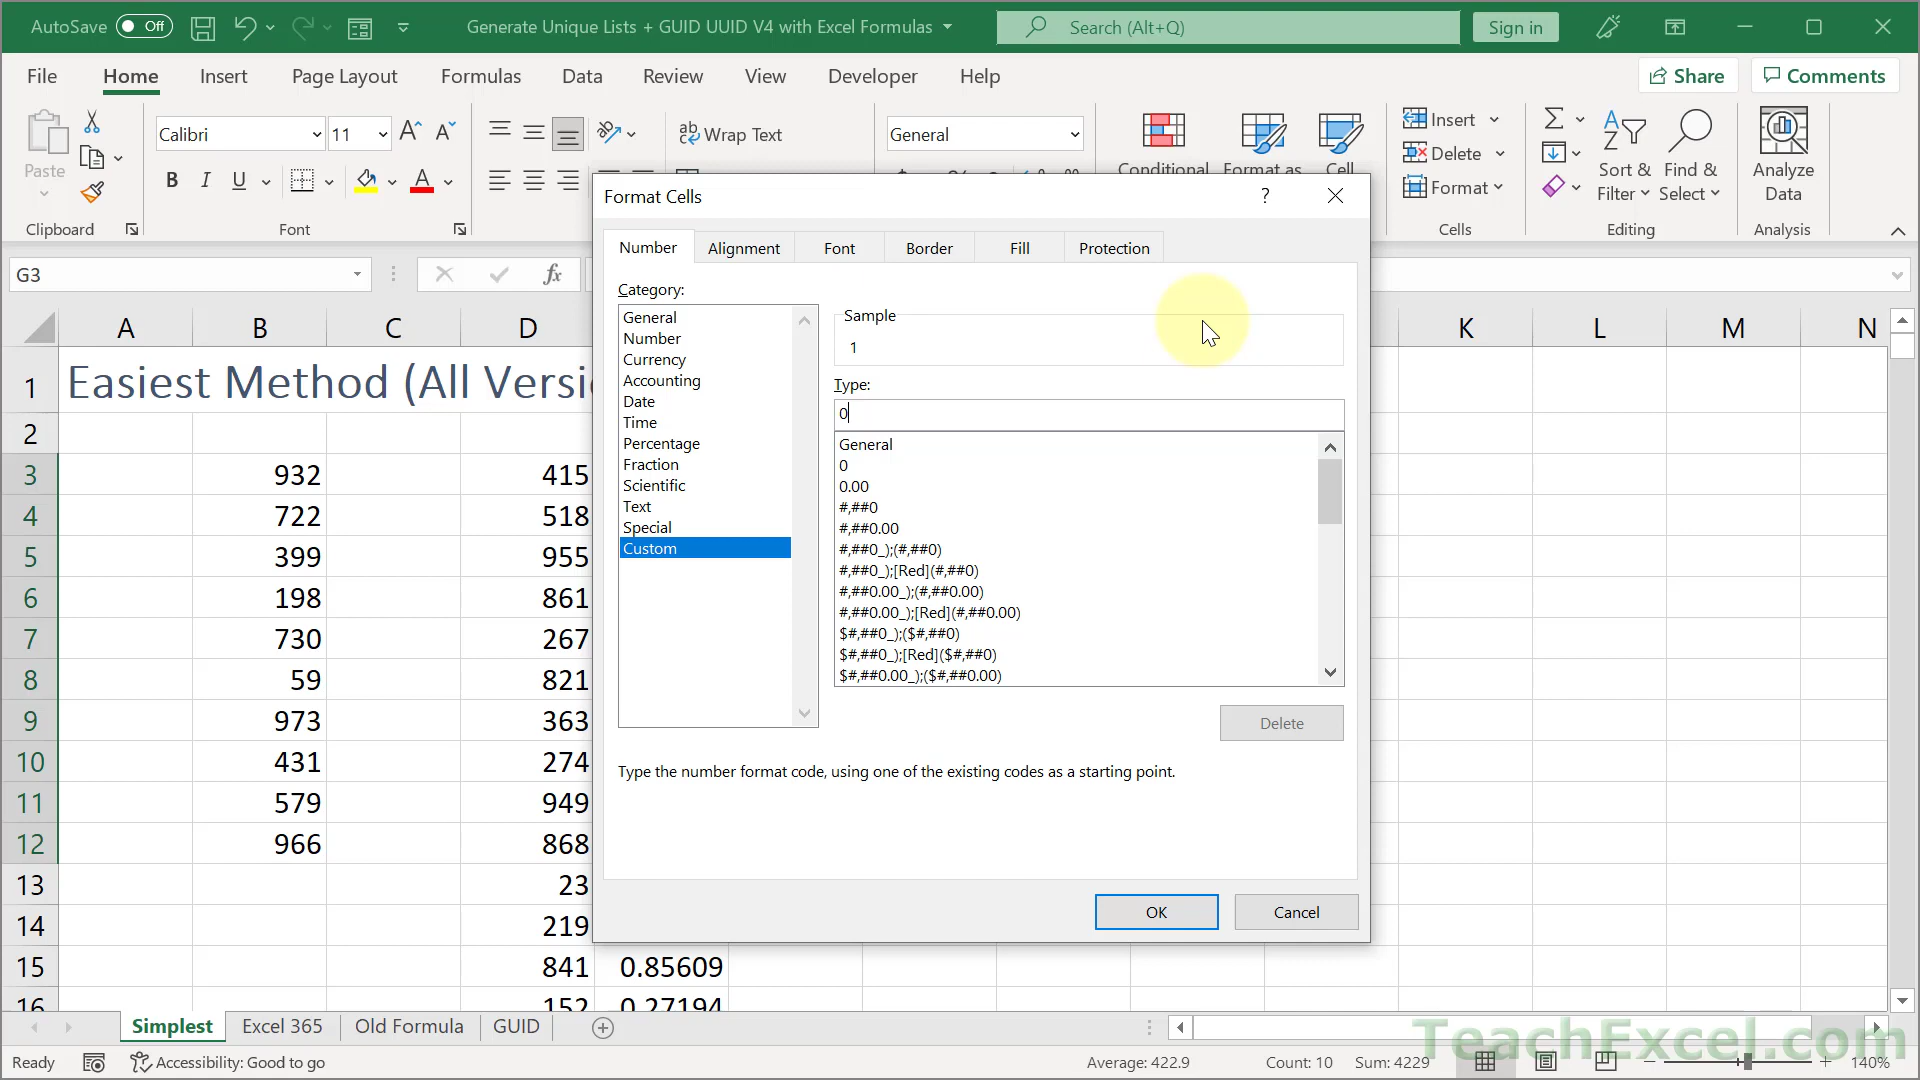 AutoSave Off Generate Unique Lists + GUID UUID V4 with Excel Formulas Search (Alt+Q) Sign in
File Home Insert Page Layout Formulas Data Review View Developer Help Share Comments
Calibri 11 Wrap Text General Insert
Paste Delete
Conditional Format as Cell Sort & Find & Analyze
B I U A Format Filter Select Data
Clipboard Font Cells Editing Analysis
Format Cells ?
Number Alignment Font Border Fill Protection
G3 fx
Category:
General
Number
Currency
Accounting
Date
Time
Percentage
Fraction
Scientific
Text
Special
Custom
Sample
1
Type:
0
General
0
0.00
#,##0
#,##0.00
#,##0_);(#,##0)
#,##0_);[Red](#,##0)
#,##0.00_);(#,##0.00)
#,##0.00_);[Red](#,##0.00)
$#,##0_);($#,##0)
$#,##0_);[Red]($#,##0)
$#,##0.00_);($#,##0.00)
Delete
Type the number format code, using one of the existing codes as a starting point.
OK Cancel
A B C D K L M N
1 Easiest Method (All Versi
2
3 932 415
4 722 518
5 399 955
6 198 861
7 730 267
8 59 821
9 973 363
10 431 274
11 579 949
12 966 868
13 23
14 219
15 841 0.85609
16 152 0.27194
Simplest Excel 365 Old Formula GUID
TeachExcel.com
Ready Accessibility: Good to go Average: 422.9 Count: 10 Sum: 4229 140%